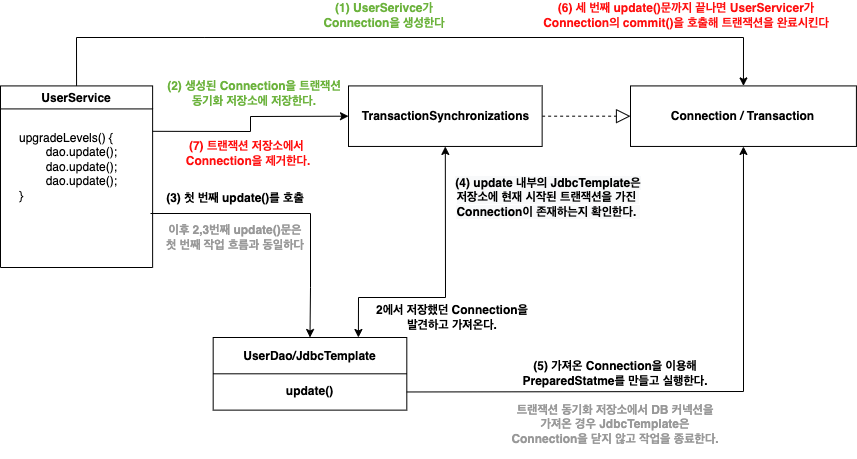 (1) UserSerivce가
Connection을 생성한다
(6) 세 번째 update()문까지 끝나면 UserServicer가
Connection의 commit()을 호출해 트랜잭션을 완료시킨다
UserService
upgradeLevels() {
dao.update();
dao.update();
dao.update();
}
(2) 생성된 Connection을 트랜잭션
동기화 저장소에 저장한다.
(7) 트랜잭션 저장소에서
Connection을 제거한다.
TransactionSynchronizations
Connection / Transaction
(3) 첫 번째 update()를 호출
이후 2,3번째 update()문은
첫 번째 작업 흐름과 동일하다
(4) update 내부의 JdbcTemplate은
저장소에 현재 시작된 트랜잭션을 가진
Connection이 존재하는지 확인한다.
2에서 저장했던 Connection을
발견하고 가져온다.
UserDao/JdbcTemplate
update()
(5) 가져온 Connection을 이용해
PreparedStatme를 만들고 실행한다.
트랜잭션 동기화 저장소에서 DB 커넥션을
가져온 경우 JdbcTemplate은
Connection을 닫지 않고 작업을 종료한다.